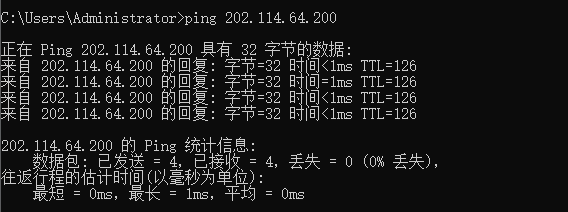 C:\Users\Administrator>ping 202.114.64.200
正在 Ping 202.114.64.200 具有 32 字节的数据:
来自 202.114.64.200 的回复: 字节=32 时间<1ms TTL=126
来自 202.114.64.200 的回复: 字节=32 时间=1ms TTL=126
来自 202.114.64.200 的回复: 字节=32 时间<1ms TTL=126
来自 202.114.64.200 的回复: 字节=32 时间<1ms TTL=126
202.114.64.200 的 Ping 统计信息:
数据包: 已发送 = 4, 已接收 = 4, 丢失 = 0 (0% 丢失),
往返行程的估计时间(以毫秒为单位):
最短 = 0ms, 最长 = 1ms, 平均 = 0ms